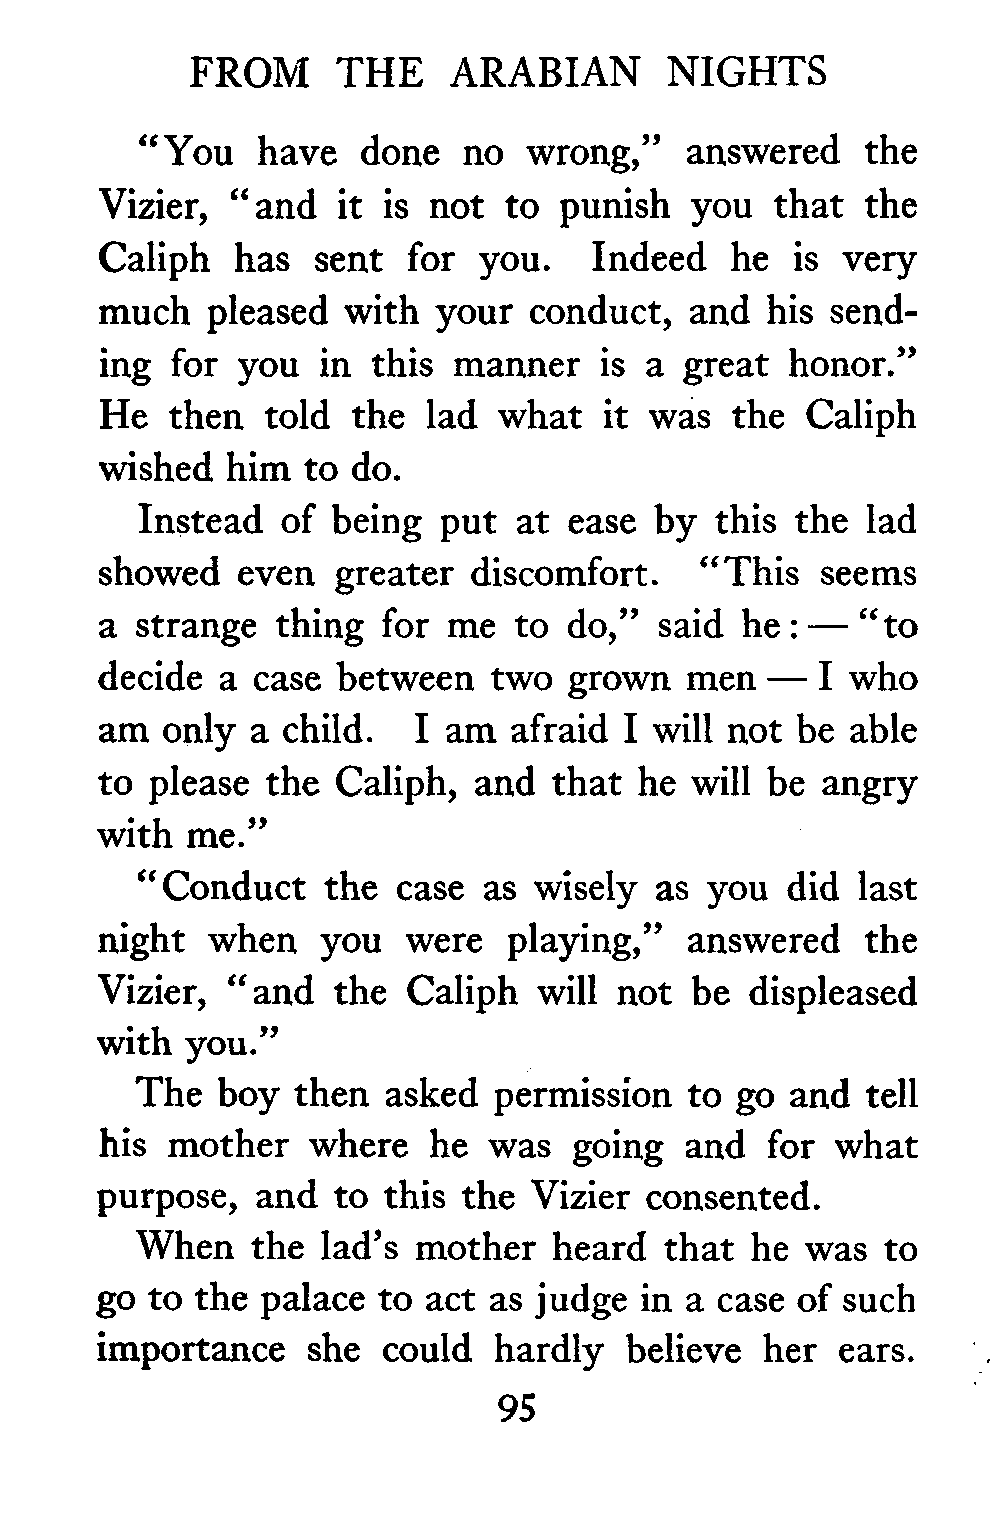 FROM THE ARABIAN NIGHTS
“You have done no wrong,” answered the
Vizier, “and it is not to punish you that the
Caliph has sent for you. Indeed he is very
much pleased with your conduct, and his send-
ing for you in this manner is a great honor.”
He then told the lad what it was the Caliph
wished him to do.
Instead of being put at ease by this the lad
showed even greater discomfort. “This seems
a strange thing for me to do,” said he: — “to
decide a case between two grown men — I who
am only a child. I am afraid I will not be able
to please the Caliph, and that he will be angry
with me.”
“Conduct the case as wisely as you did last
night when you were playing,” answered the
Vizier, “and the Caliph will not be displeased
with you.”
The boy then asked permission to go and tell
his mother where he was going and for what
purpose, and to this the Vizier consented.
When the lad’s mother heard that he was to
go to the palace to act as judge in a case of such
importance she could hardly believe her ears.
95